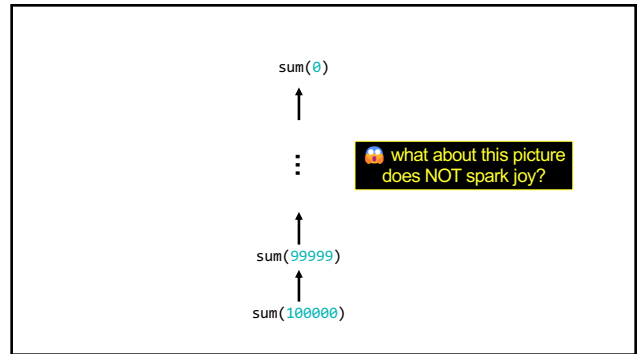 sum(0)
⋮
😱 what about this picture
does NOT spark joy?
sum(99999)
sum(100000)